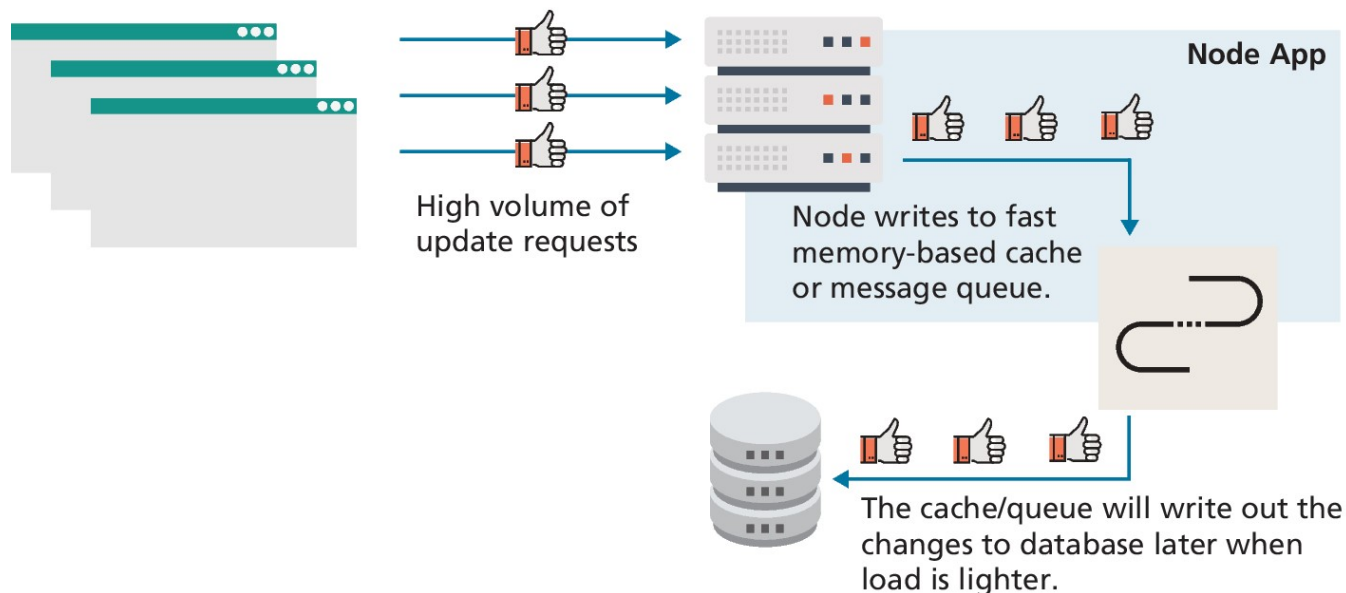 Node App
High volume of
update requests
Node writes to fast
memory-based cache
or message queue.
The cache/queue will write out the
changes to database later when
load is lighter.